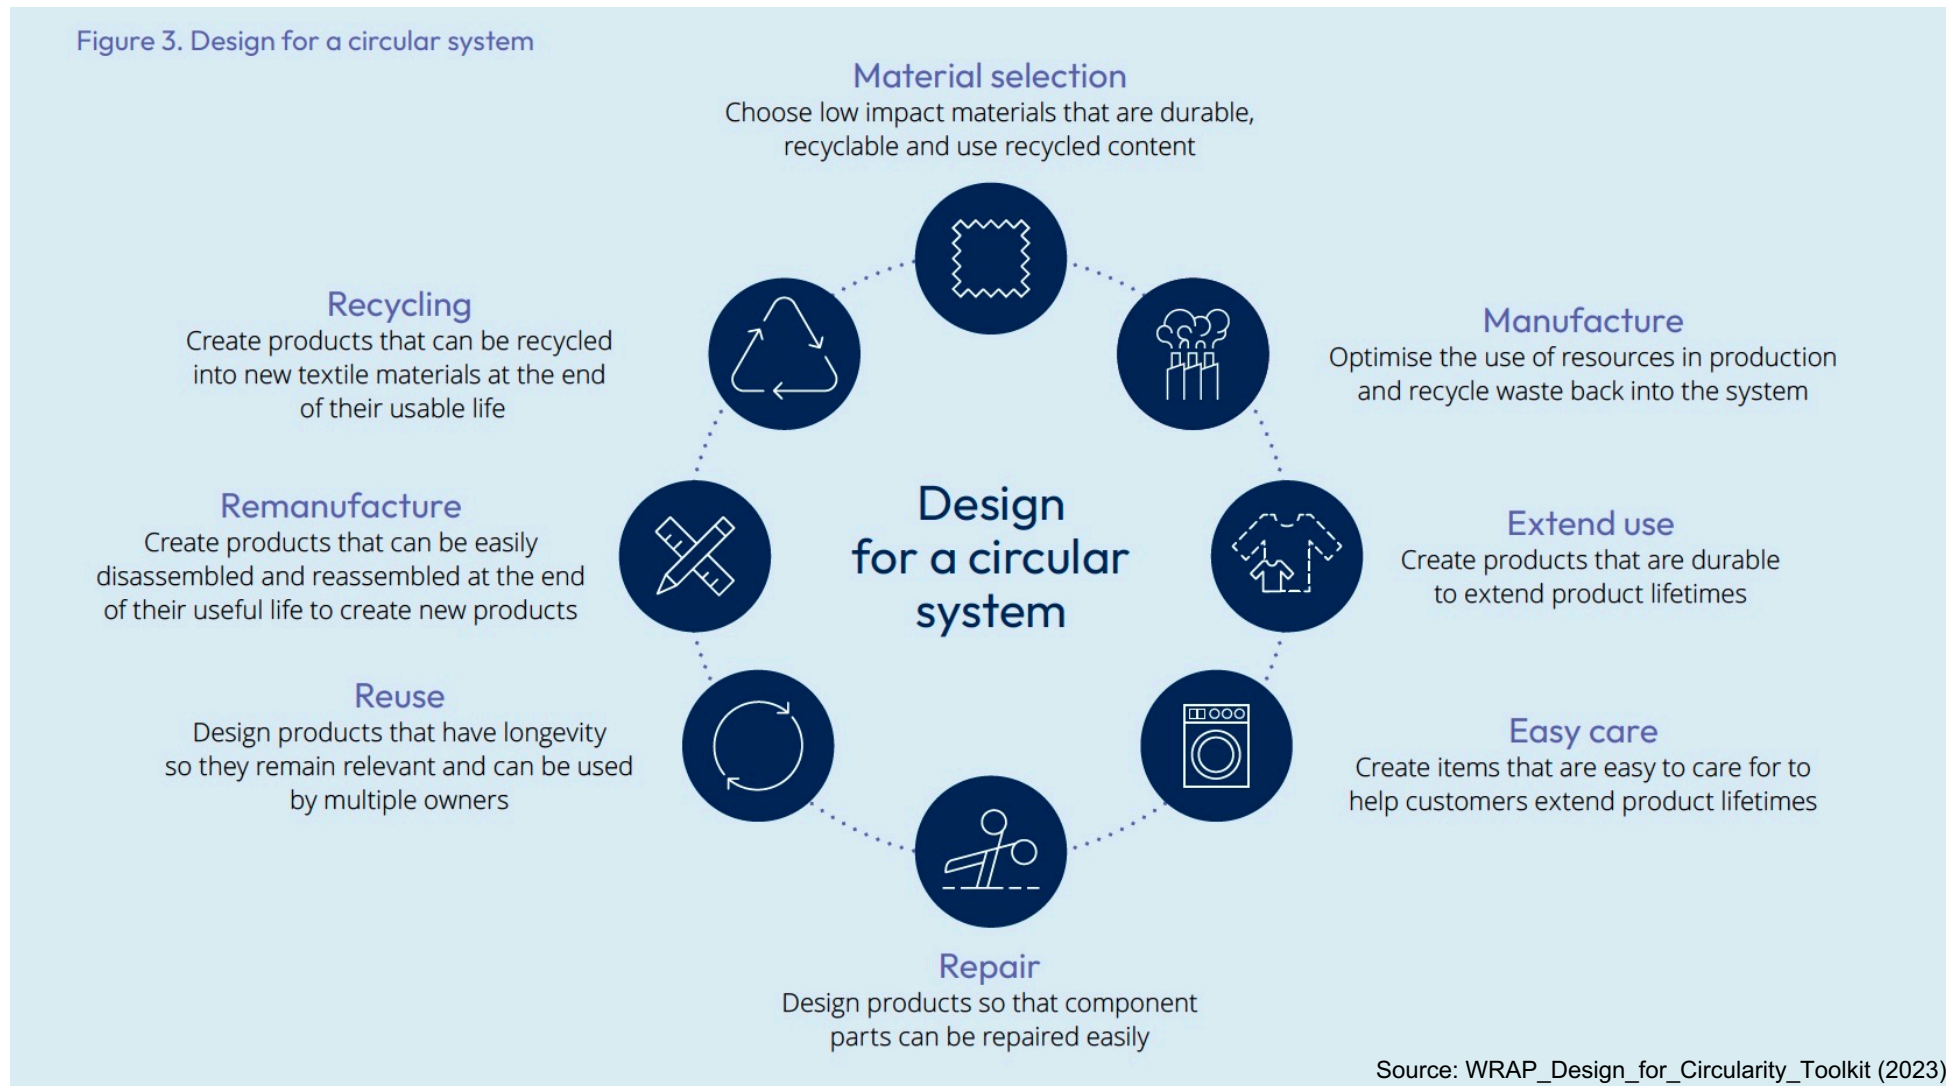 Figure 3. Design for a circular system
Material selection
Choose low impact materials that are durable,
recyclable and use recycled content
Manufacture
Optimise the use of resources in production
and recycle waste back into the system
Extend use
Create products that are durable
to extend product lifetimes
Easy care
Create items that are easy to care for to
help customers extend product lifetimes
Repair
Design products so that component
parts can be repaired easily
Reuse
Design products that have longevity
so they remain relevant and can be used
by multiple owners
Remanufacture
Create products that can be easily
disassembled and reassembled at the end
of their useful life to create new products
Recycling
Create products that can be recycled
into new textile materials at the end
of their usable life
Design
for a circular
system
Source: WRAP_Design_for_Circularity_Toolkit (2023)